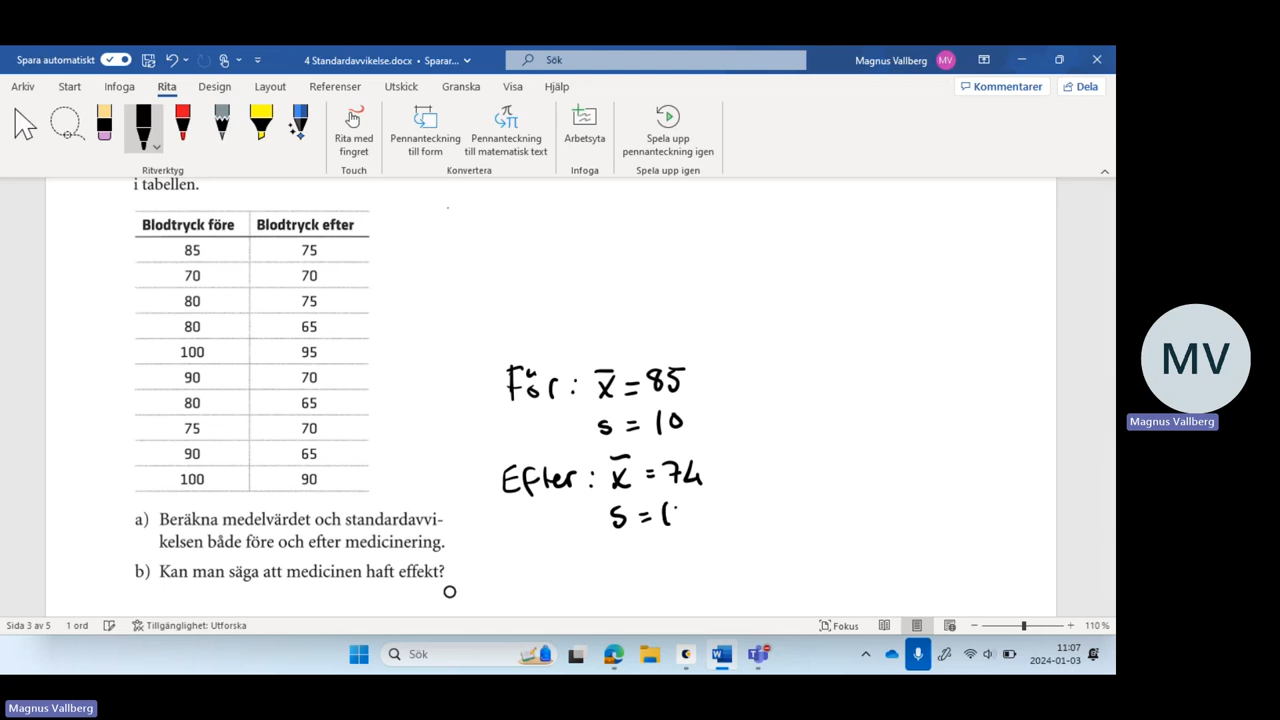 Spara automatiskt
4 Standardavvikelse.docx • Sparar...
Sök
Magnus Vallberg MV
Arkiv Start Infoga Rita Design Layout Referenser Utskick Granska Visa Hjälp
Kommentarer Dela
Rita med fingret
Pennanteckning till form
Pennanteckning till matematisk text
Arbetsyta
Spela upp pennanteckning igen
Ritverktyg Touch Konvertera Infoga Spela upp igen
i tabellen.
Blodtryck före Blodtryck efter
85 75
70 70
80 75
80 65
100 95
90 70
80 65
75 70
90 65
100 90
För: x̄ = 85
s = 10
Efter: x̄ = 74
s = 1
a) Beräkna medelvärdet och standardavvi-
kelsen både före och efter medicinering.
b) Kan man säga att medicinen haft effekt?
Sida 3 av 5 1 ord Tillgänglighet: Utforska Fokus 110 %
Sök
11:07
2024-01-03
MV
Magnus Vallberg
Magnus Vallberg